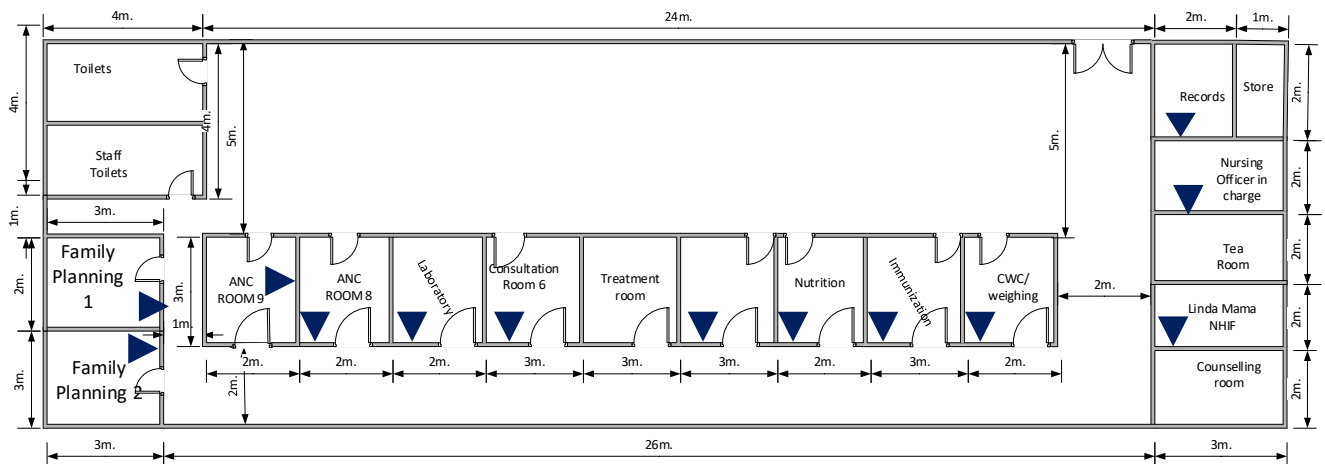 4m.
24m.
2m.
1m.
Toilets
Records
Store
4m.
4m.
5m.
5m.
2m.
Staff
Toilets
Nursing
Officer in
charge
2m.
1m.
3m.
Family
Planning
1
2m.
3m.
ANC
ROOM 9
ANC
ROOM 8
Laboratory
Consultation
Room 6
Treatment
room
Nutrition
Immunization
CWC/
weighing
2m.
Tea
Room
2m.
1m.
Linda Mama
NHIF
2m.
Family
Planning 2
3m.
2m.
2m.
2m.
2m.
3m.
3m.
3m.
2m.
3m.
2m.
Counselling
room
2m.
3m.
26m.
3m.